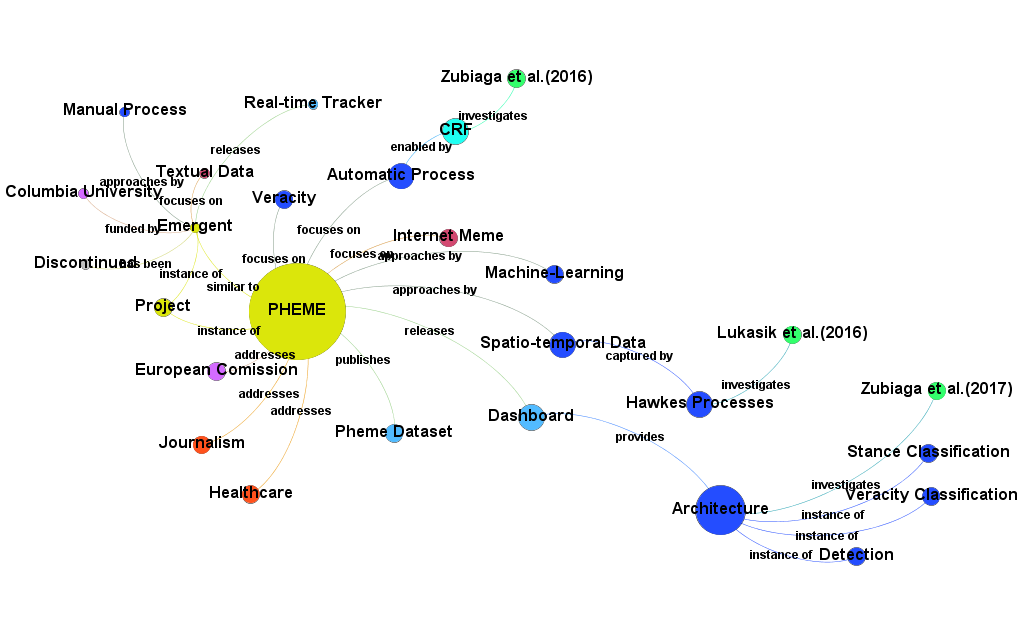 Zubiaga et al.(2016)
Real-time Tracker
Manual Process
investigates
CRF
enabled by
releases
Textual Data
Automatic Process
approaches by
Columbia University
Veracity
focuses on
Emergent
funded by
focuses on
Internet Meme
focuses on
approaches by
focuses on
Discontinued
has been
instance of
Machine-Learning
similar to
approaches by
Project
PHEME
instance of
releases
Lukasik et al.(2016)
Spatio-temporal Data
addresses
publishes
captured by
European Comission
investigates
Zubiaga et al.(2017)
addresses
Hawkes Processes
addresses
Dashboard
Pheme Dataset
provides
Journalism
Stance Classification
investigates
Healthcare
Veracity Classification
Architecture
instance of
instance of
instance of
Detection